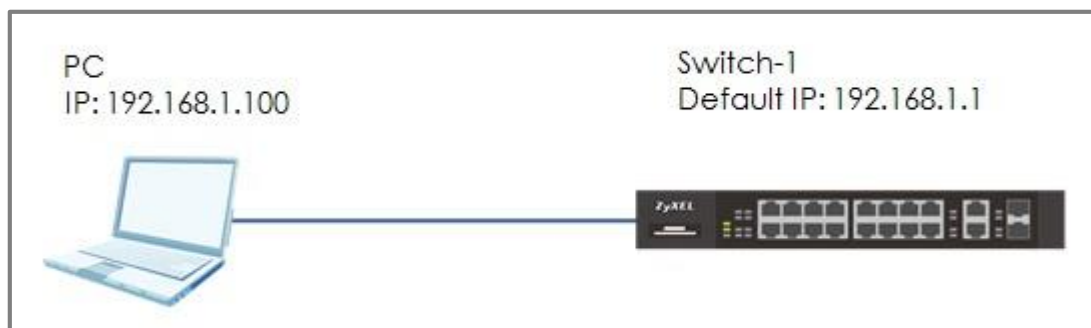 PC
IP: 192.168.1.100
Switch-1
Default IP: 192.168.1.1
ZyXEL